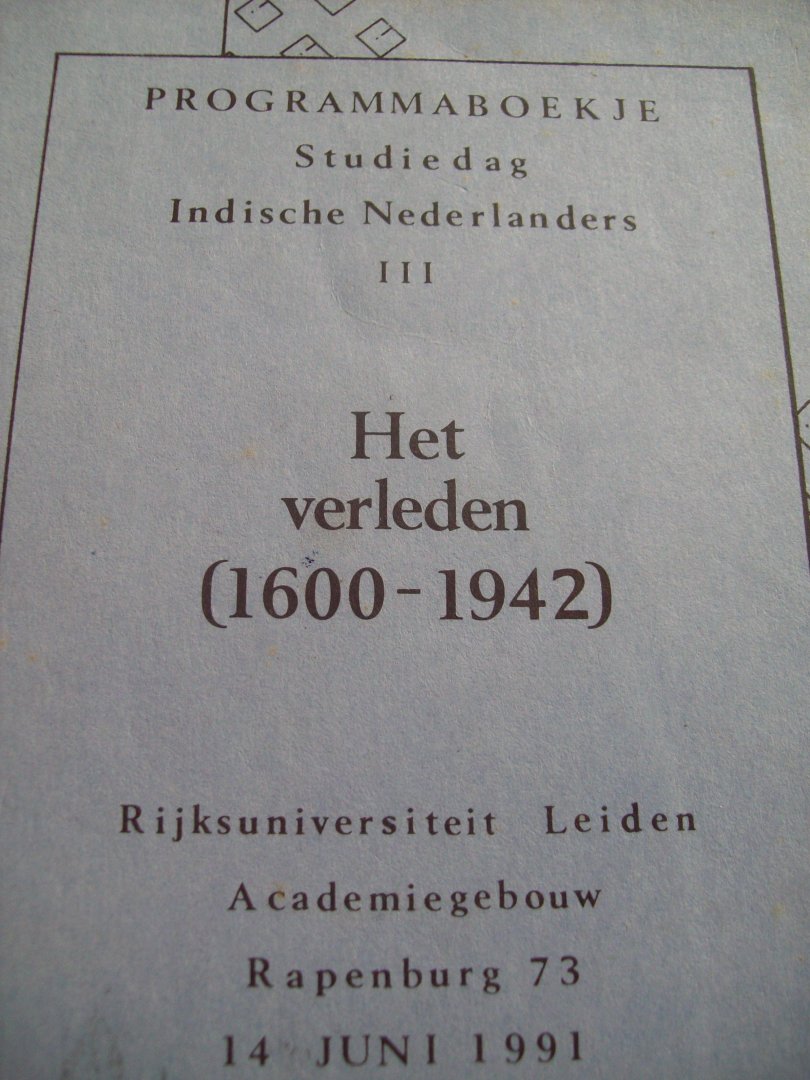 PROGRAMMABOEKJE
Studiedag
Indische Nederlanders
III
Het
verleden
(1600-1942)
Rijksuniversiteit Leiden
Academiegebouw
Rapenburg 73
14 JUNI 1991